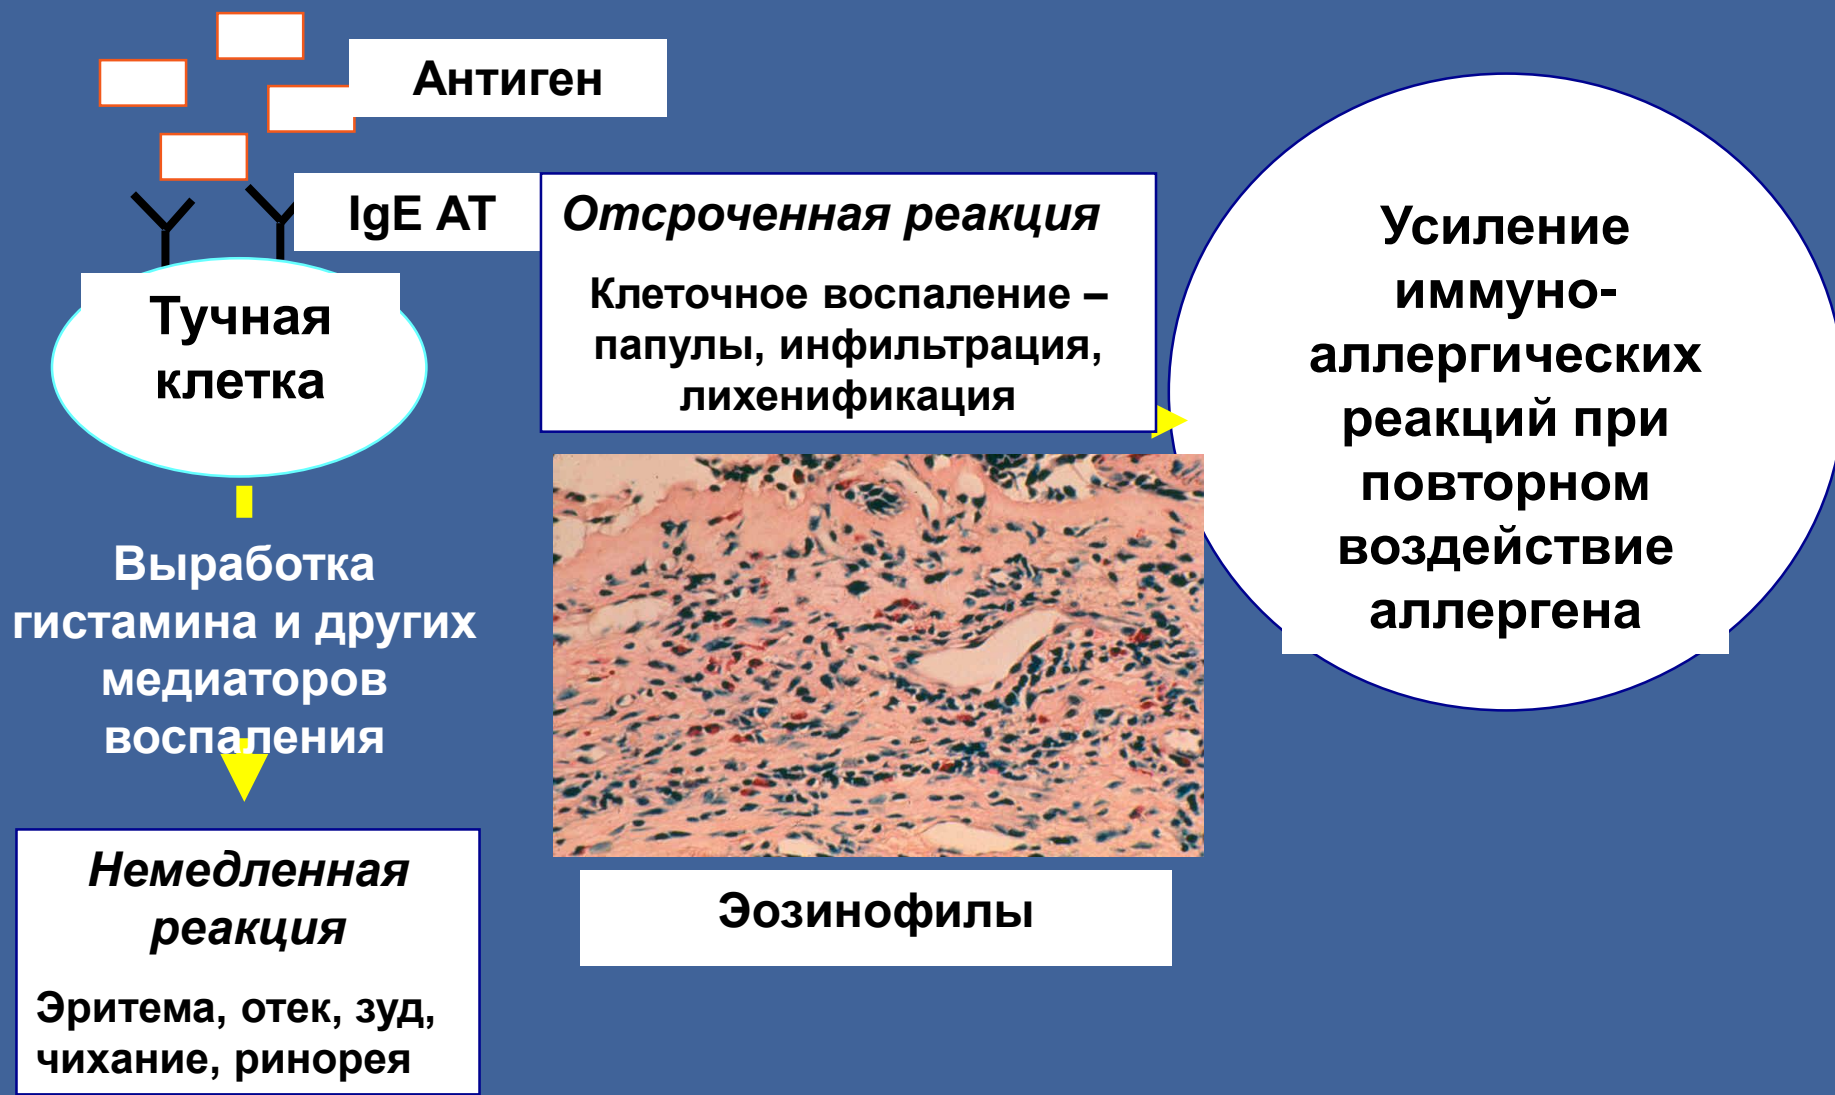 Антиген
IgE АТ
Тучная
клетка
Выработка
гистамина и других
медиаторов
воспаления
Немедленная
реакция
Эритема, отек, зуд,
чихание, ринорея
Отсроченная реакция
Клеточное воспаление –
папулы, инфильтрация,
лихенификация
Эозинофилы
Усиление
иммуно-
аллергических
реакций при
повторном
воздействие
аллергена